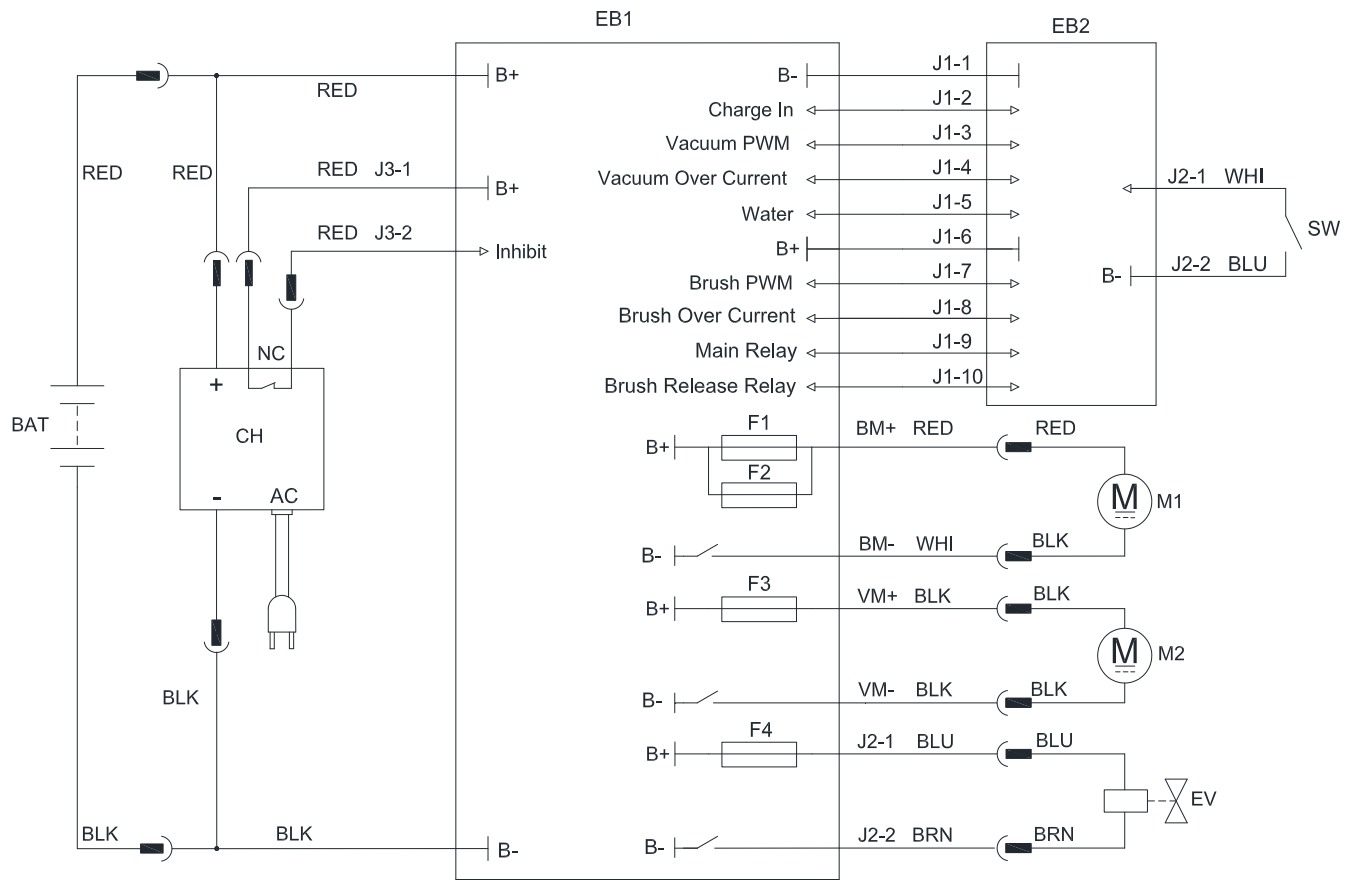 EB1
EB2
RED
B+
B-
J1-1
Charge In
J1-2
Vacuum PWM
J1-3
RED
RED
RED J3-1
B+
Vacuum Over Current
J1-4
J2-1 WHI
Water
J1-5
SW
RED J3-2
Inhibit
B+
J1-6
Brush PWM
J1-7
B-
J2-2 BLU
Brush Over Current
J1-8
Main Relay
J1-9
NC
Brush Release Relay
J1-10
+
BAT
CH
-
AC
B+
F1
BM+ RED
RED
F2
M
M1
B-
BM- WHI
BLK
F3
B+
VM+ BLK
BLK
M
M2
BLK
B-
VM- BLK
BLK
F4
B+
J2-1 BLU
BLU
EV
BLK
BLK
B-
B-
J2-2 BRN
BRN